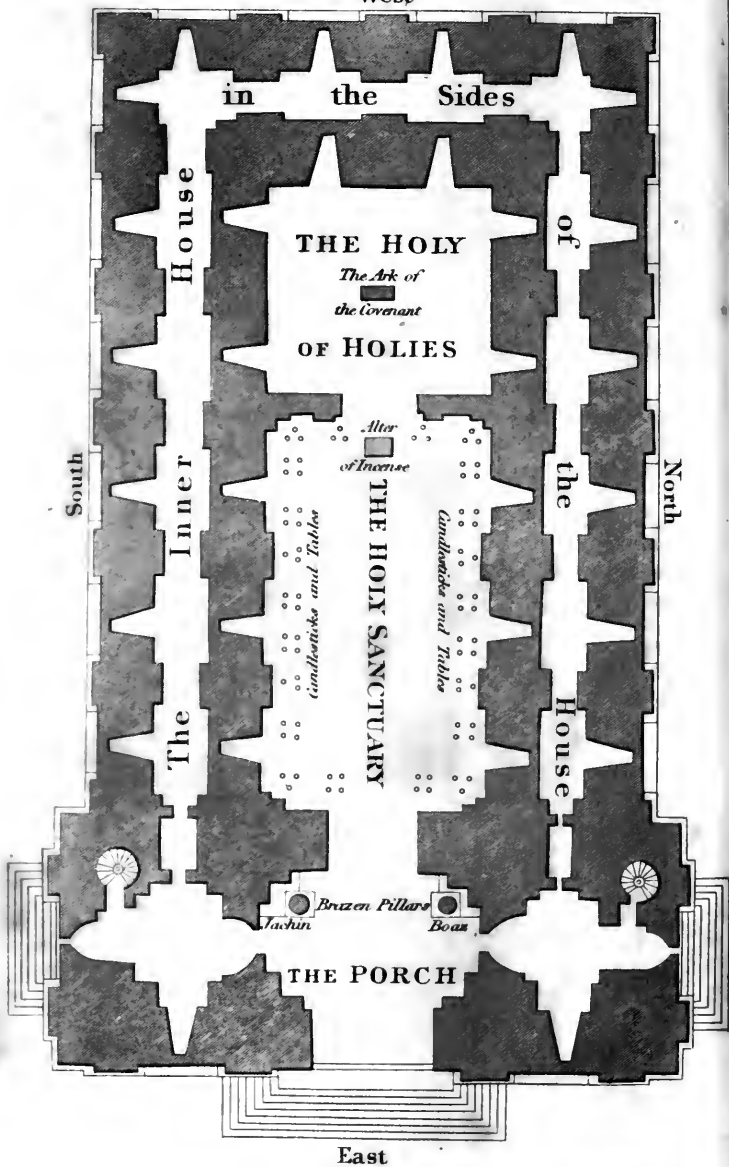 West
in the Sides
House
of
THE HOLY
The Ark of
the Covenant
OF HOLIES
Alter
of Incense
South
Inner
the
North
Candlesticks and Tables
THE HOLY SANCTUARY
Candlesticks and Tables
The
House
Brazen Pillars
Jachin
Boaz
THE PORCH
East